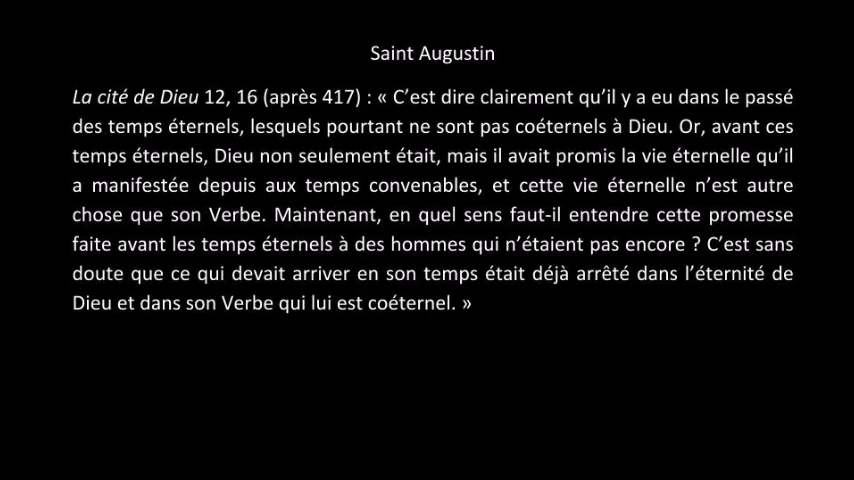 Saint Augustin
La cité de Dieu 12, 16 (après 417) : « C’est dire clairement qu’il y a eu dans le passé
des temps éternels, lesquels pourtant ne sont pas coéternels à Dieu. Or, avant ces
temps éternels, Dieu non seulement était, mais il avait promis la vie éternelle qu’il
a manifestée depuis aux temps convenables, et cette vie éternelle n’est autre
chose que son Verbe. Maintenant, en quel sens faut-il entendre cette promesse
faite avant les temps éternels à des hommes qui n’étaient pas encore ? C’est sans
doute que ce qui devait arriver en son temps était déjà arrêté dans l’éternité de
Dieu et dans son Verbe qui lui est coéternel. »